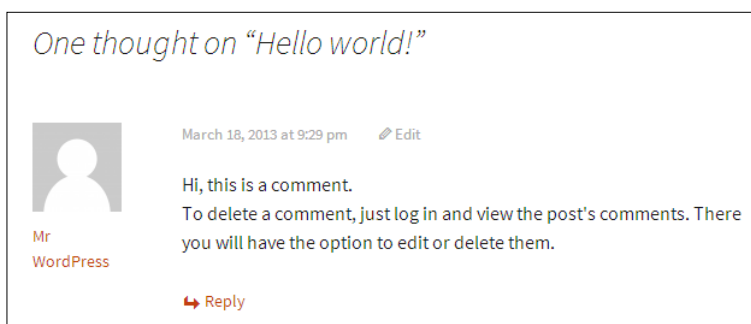 One thought on “Hello world!”
March 18, 2013 at 9:29 pm Edit
Hi, this is a comment.
To delete a comment, just log in and view the post's comments. There
you will have the option to edit or delete them.
Mr
WordPress
Reply